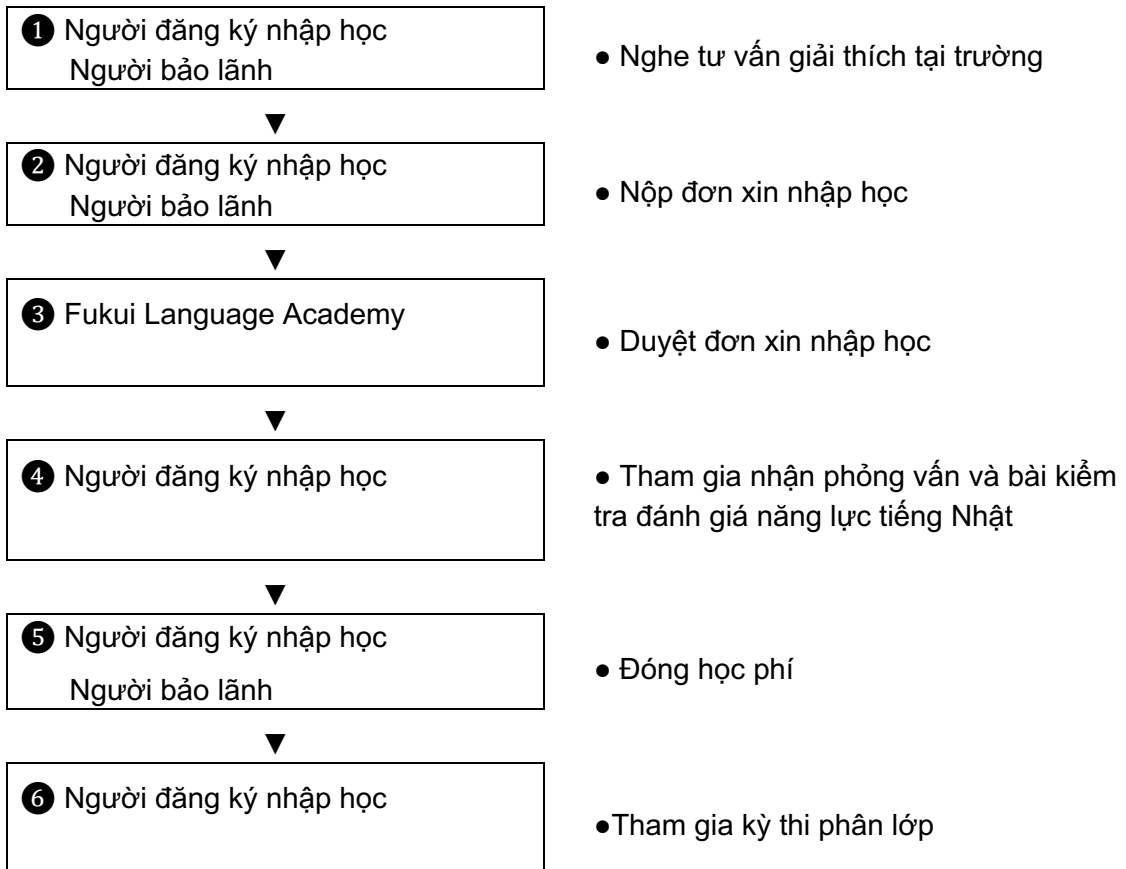 ❶ Người đăng ký nhập học
Người bảo lãnh
● Nghe tư vấn giải thích tại trường
▼
❷ Người đăng ký nhập học
Người bảo lãnh
● Nộp đơn xin nhập học
▼
❸ Fukui Language Academy
● Duyệt đơn xin nhập học
▼
❹ Người đăng ký nhập học
● Tham gia nhận phỏng vấn và bài kiểm
tra đánh giá năng lực tiếng Nhật
▼
❺ Người đăng ký nhập học
Người bảo lãnh
● Đóng học phí
▼
❻ Người đăng ký nhập học
●Tham gia kỳ thi phân lớp